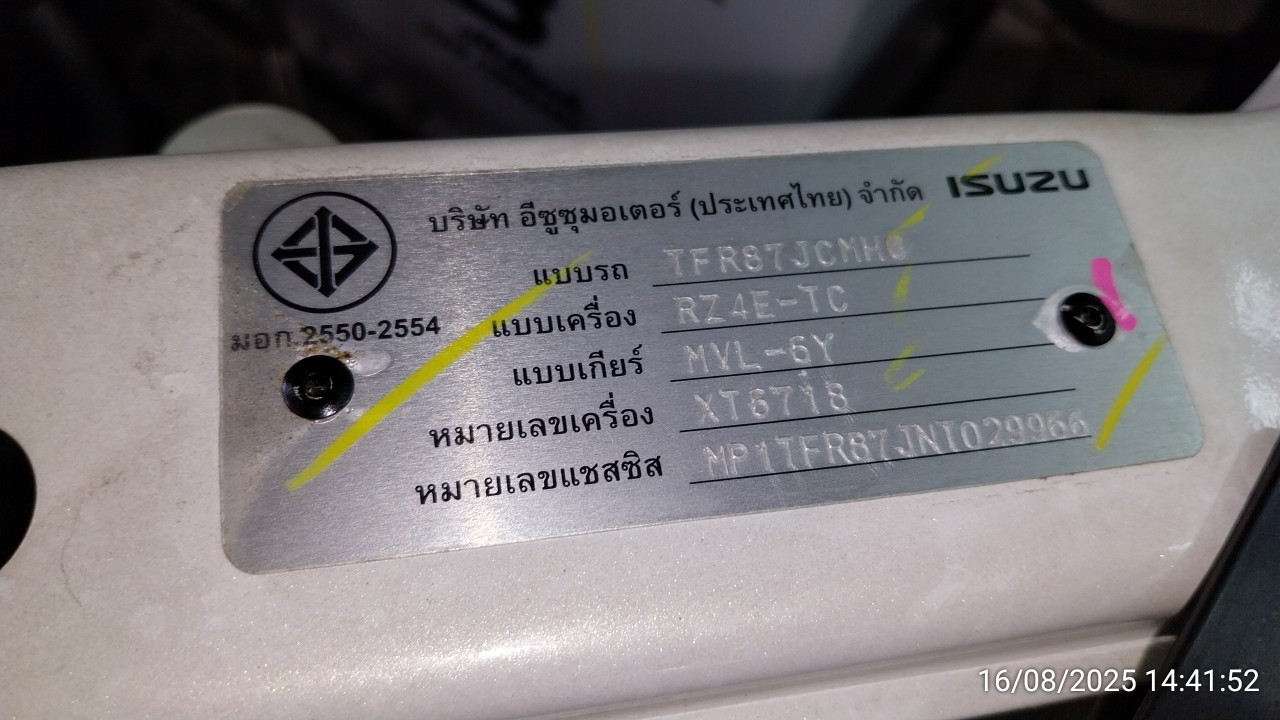 ISUZU
บริษัท อีซูซุมอเตอร์ (ประเทศไทย) จำกัด
แบบรถ
แบบเครื่อง RZ4E-TC
มอก.2550-2554
แบบเกียร์ MVL-6Y
หมายเลขเครื่อง XT6718
หมายเลขแชสซิส MP1TFR87JNT029966
16/08/2025 14:41:52